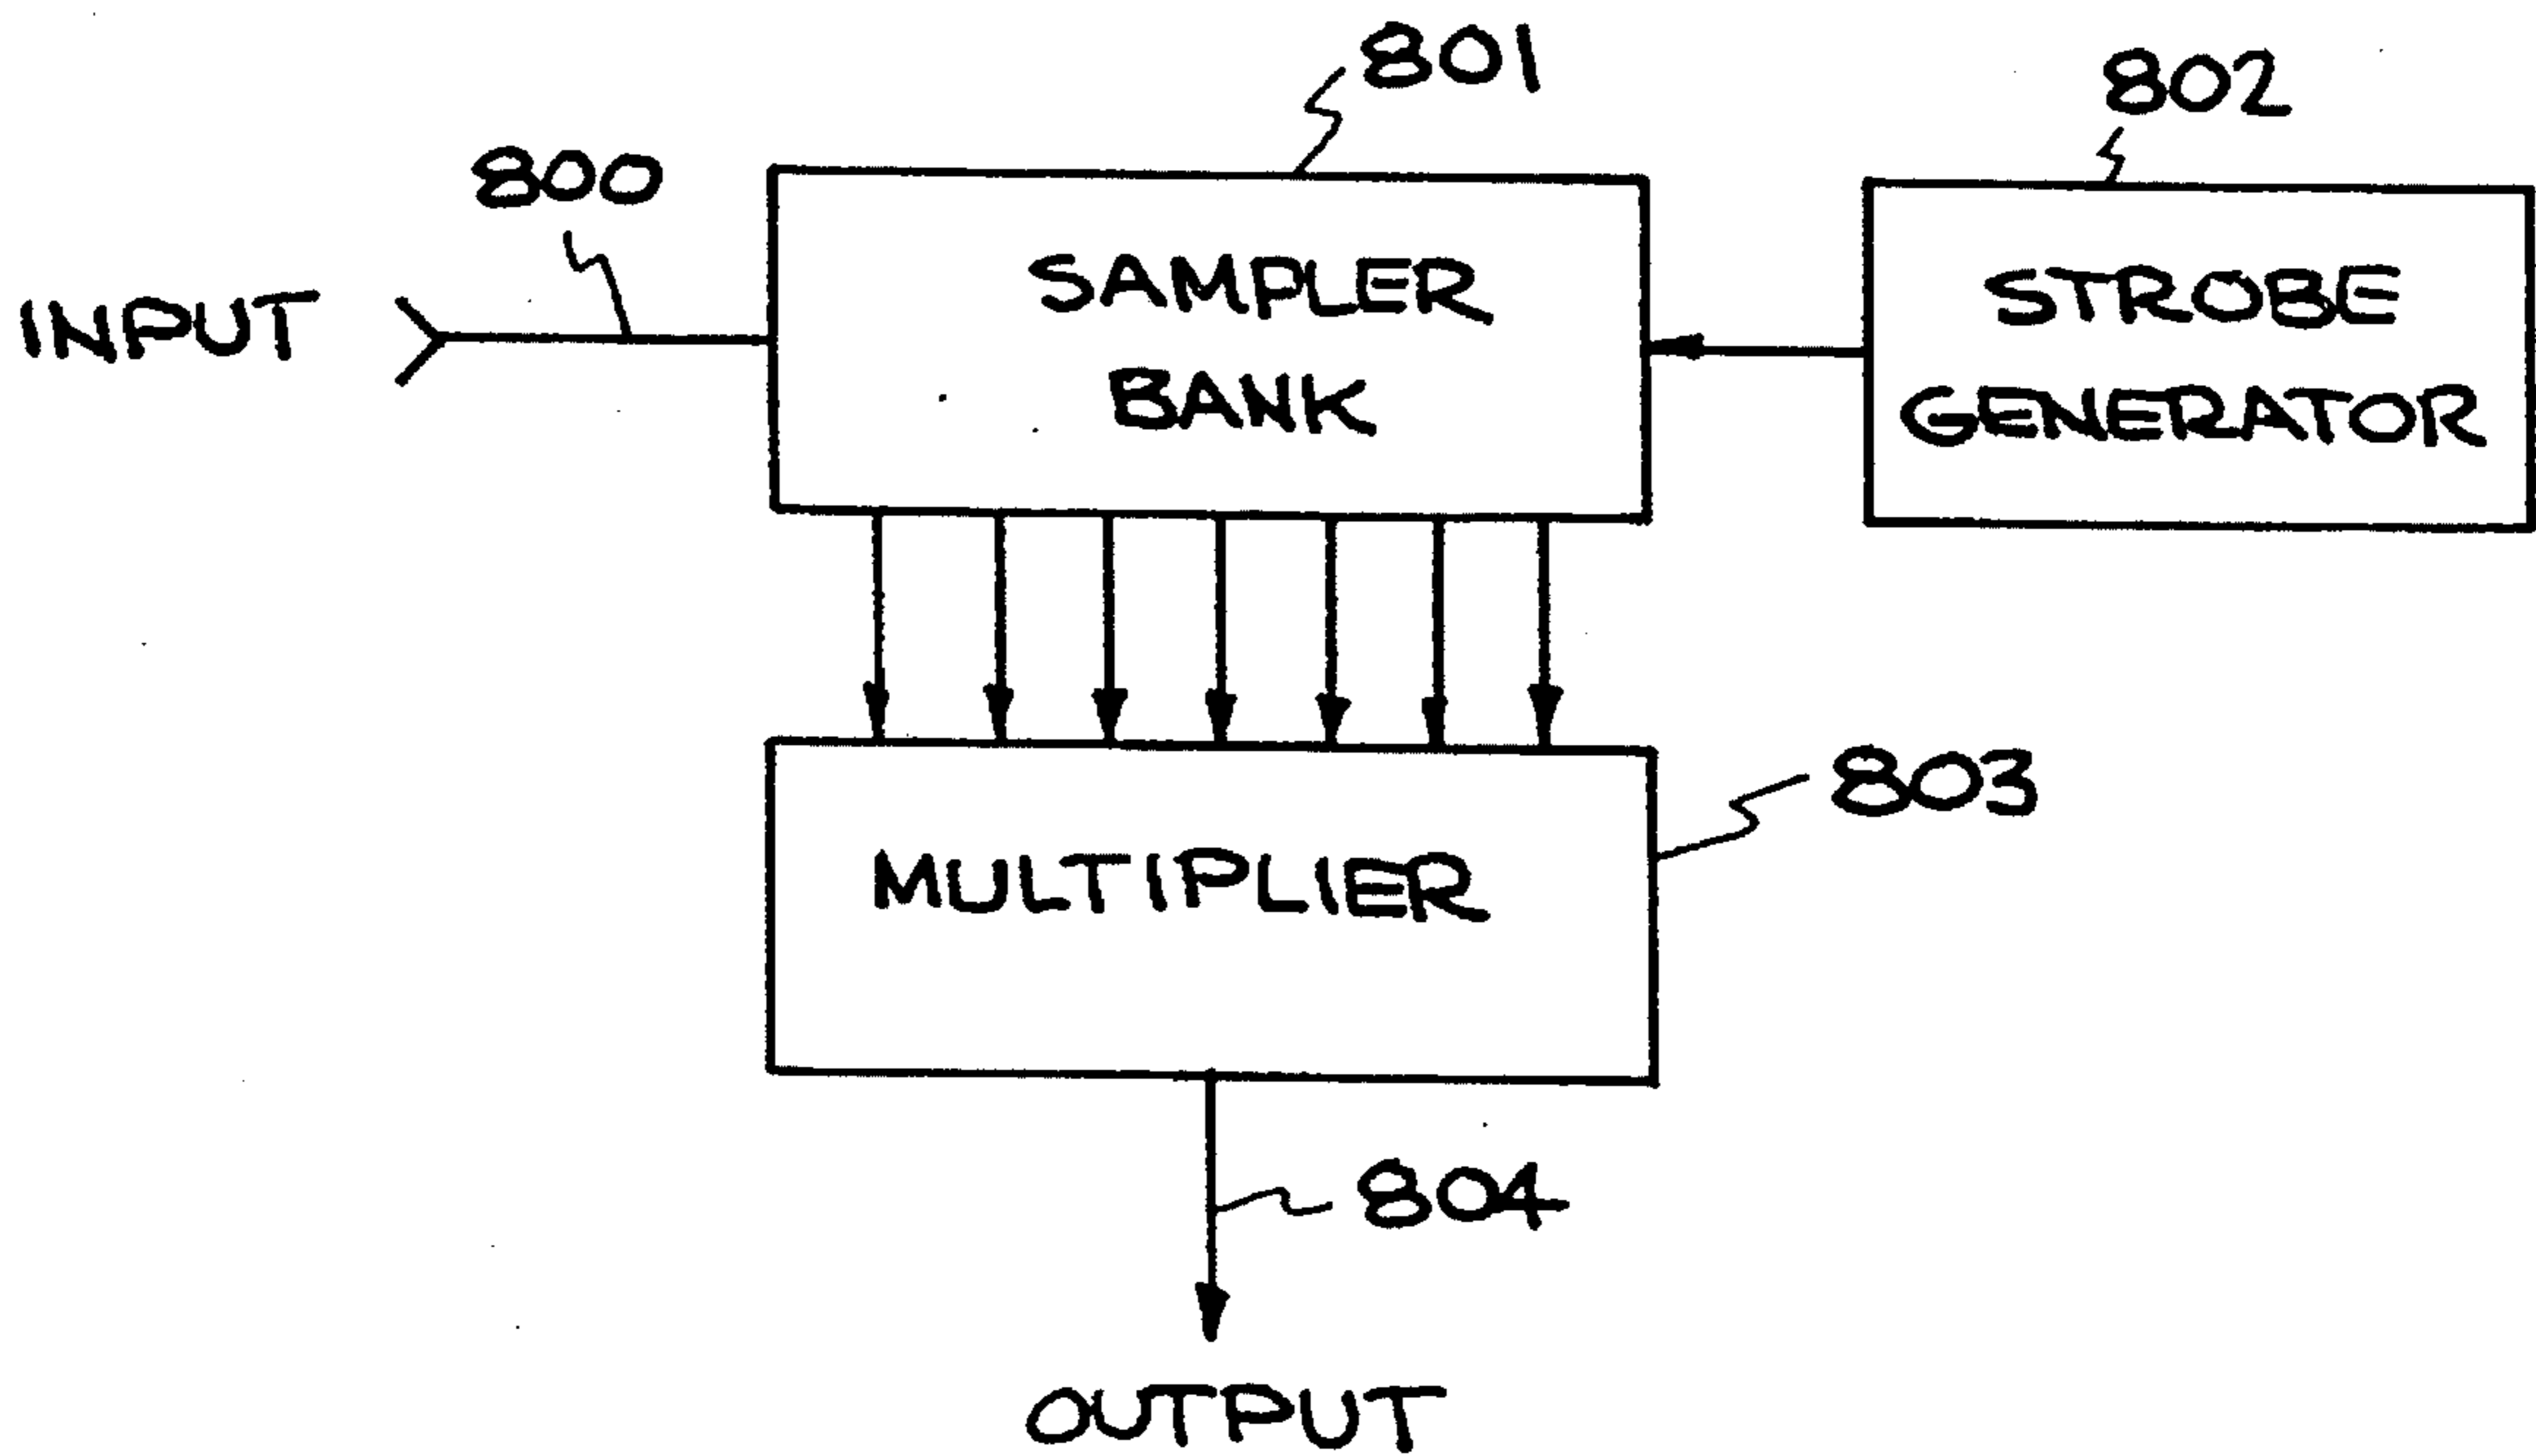 801
802
800
INPUT
SAMPLER
BANK
STROBE
GENERATOR
803
MULTIPLIER
804
OUTPUT